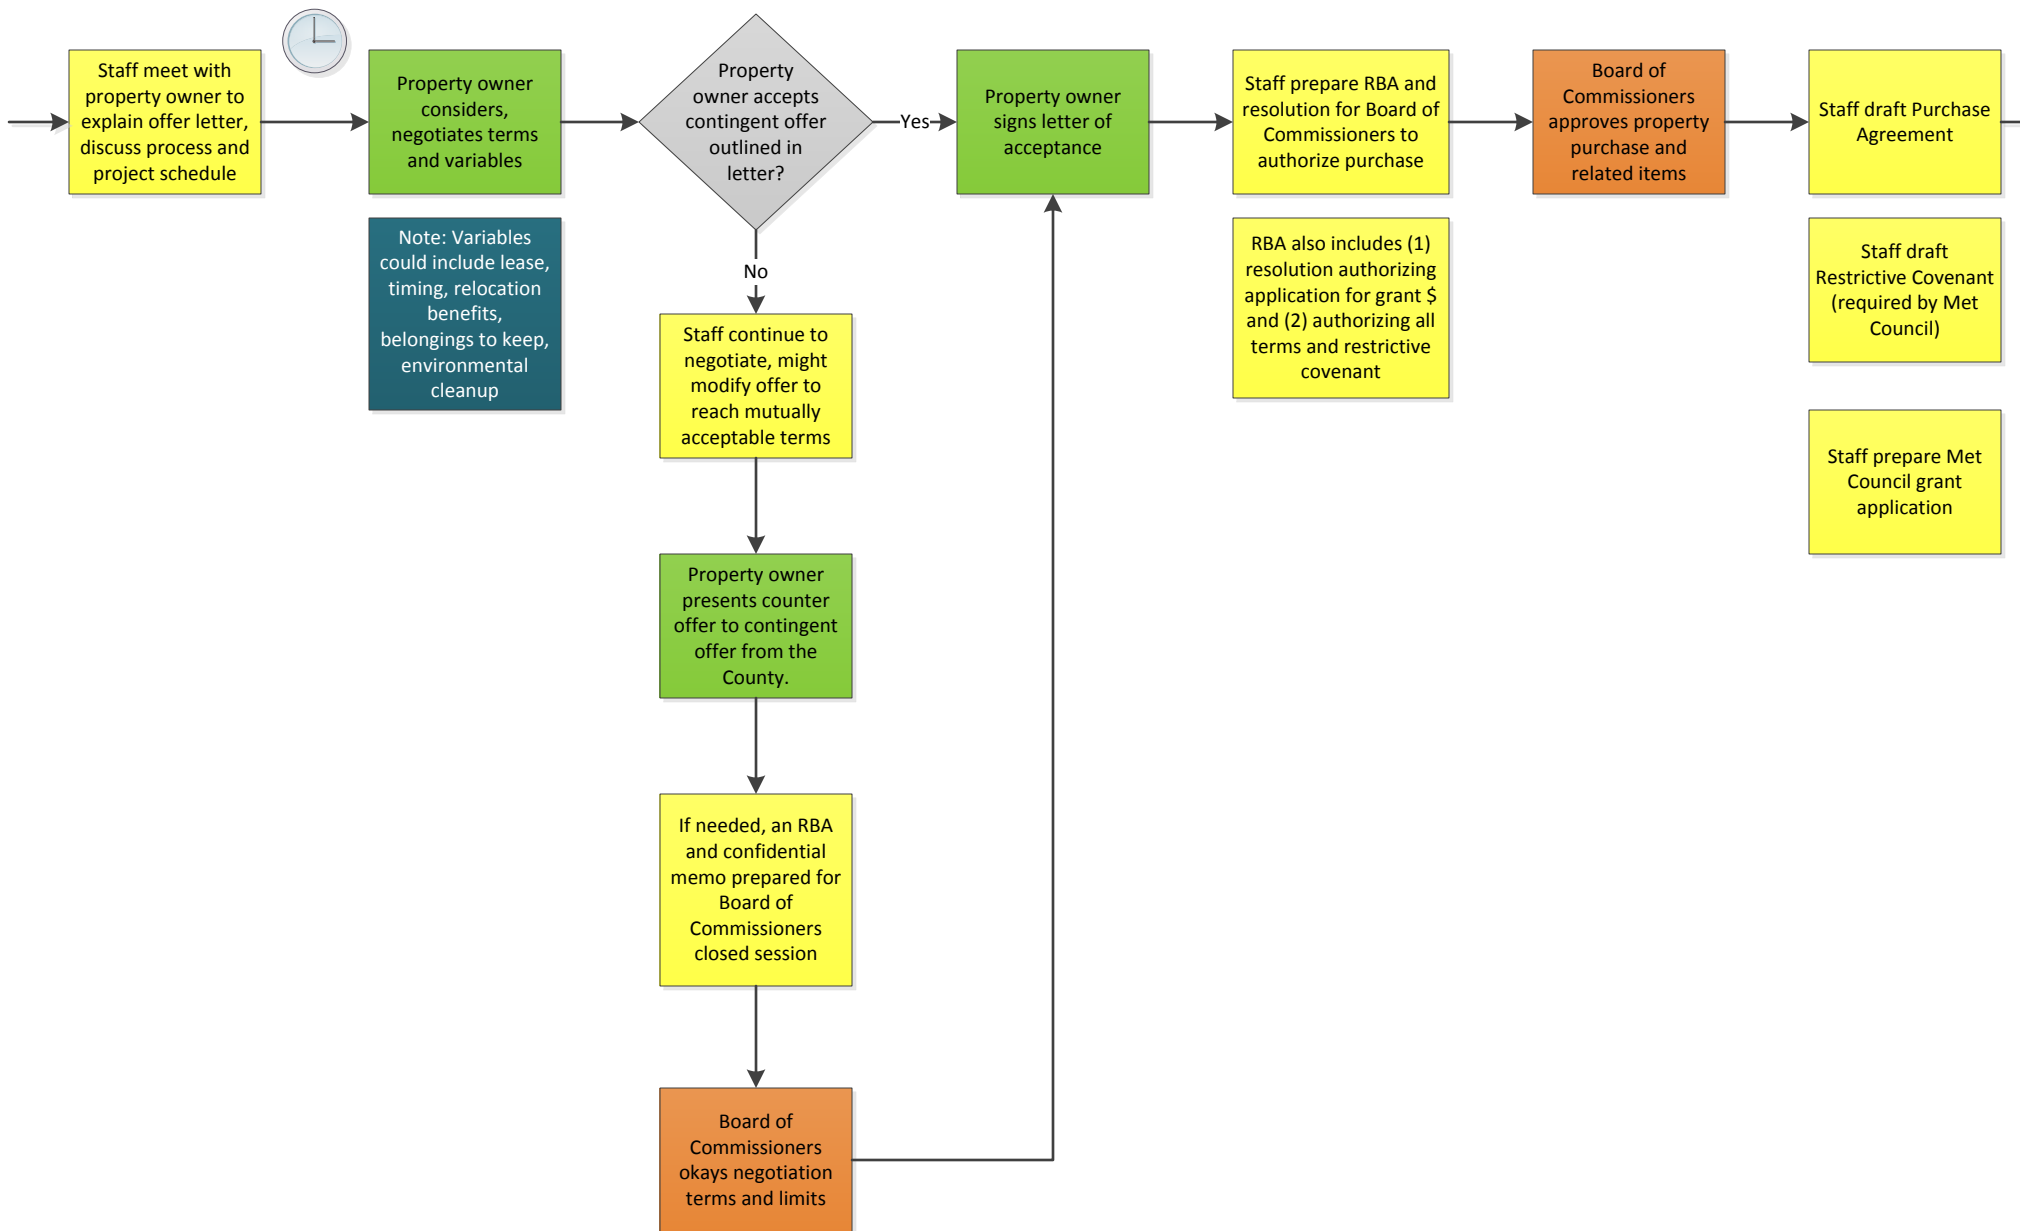 Staff meet with
property owner to
explain offer letter,
discuss process and
project schedule
Property owner
considers,
negotiates terms
and variables
Note: Variables
could include lease,
timing, relocation
benefits,
belongings to keep,
environmental
cleanup
Property
owner accepts
contingent offer
outlined in
letter?
Yes
No
Staff continue to
negotiate, might
modify offer to
reach mutually
acceptable terms
Property owner
presents counter
offer to contingent
offer from the
County.
If needed, an RBA
and confidential
memo prepared for
Board of
Commissioners
closed session
Board of
Commissioners
okays negotiation
terms and limits
Property owner
signs letter of
acceptance
Staff prepare RBA and
resolution for Board of
Commissioners to
authorize purchase
RBA also includes (1)
resolution authorizing
application for grant $
and (2) authorizing all
terms and restrictive
covenant
Board of
Commissioners
approves property
purchase and
related items
Staff draft Purchase
Agreement
Staff draft
Restrictive Covenant
(required by Met
Council)
Staff prepare Met
Council grant
application